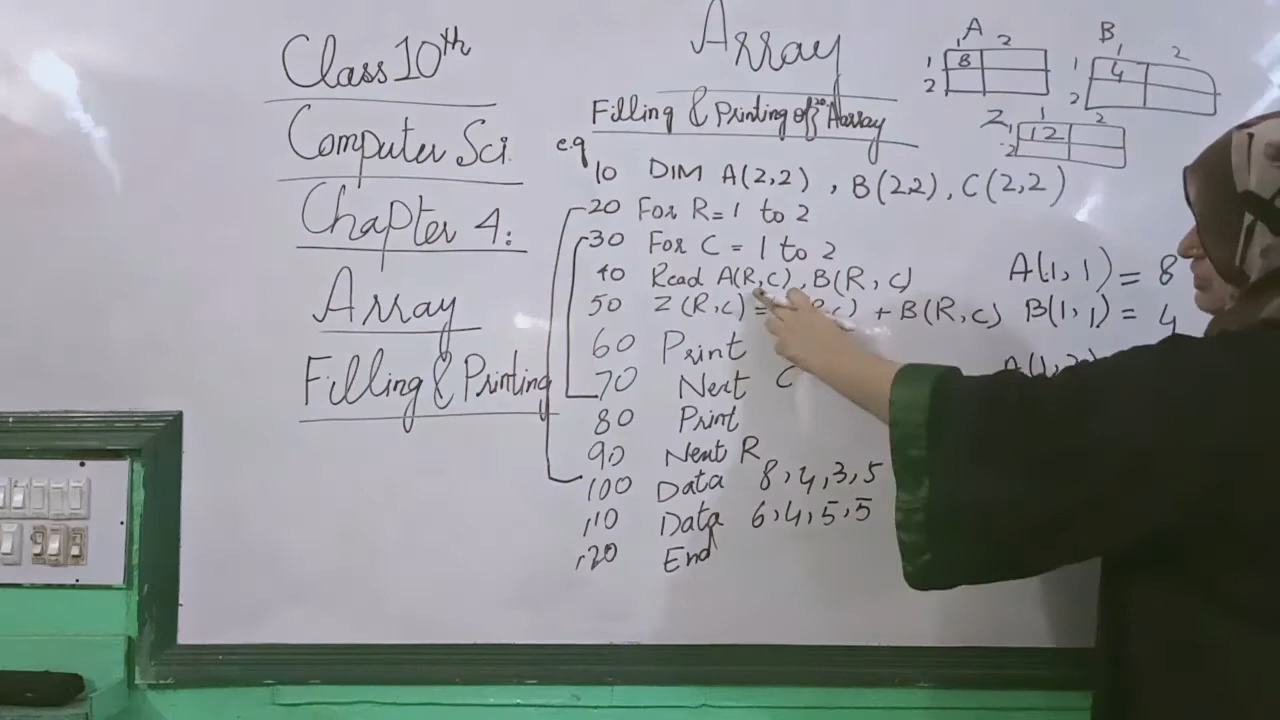 Class 10th
Computer Sci.
Chapter 4:
Array
Filling & Printing
Array
Filling & Printing of 2D Aarray
e.g
10 DIM A(2,2), B(2,2), C(2,2)
20 For R=1 to 2
30 For C = 1 to 2
40 Read A(R,C), B(R,C)
50 Z(R,C) = R,C) + B(R,C)
60 Print
70 Next C
80 Print
90 Next R
100 Data 8,4,3,5
110 Data 6,4,5,5
120 End
A
1 2
1 8
2
B
1 2
1 4
2
Z 1 2
1 12
2
A(1,1) = 8
B(1,1) = 4
A(1,2)